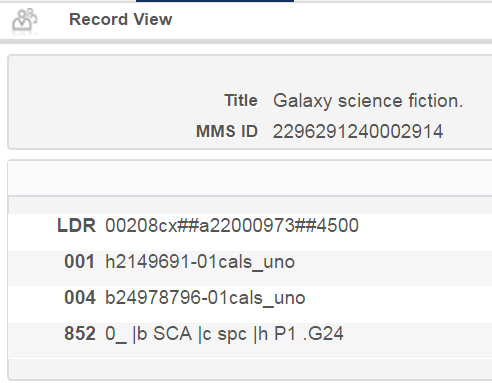 Record View
Title Galaxy science fiction.
MMS ID 2296291240002914
LDR 00208cx##a22000973##4500
001 h2149691-01cals_uno
004 b24978796-01cals_uno
852 0_ |b SCA |c spc |h P1 .G24